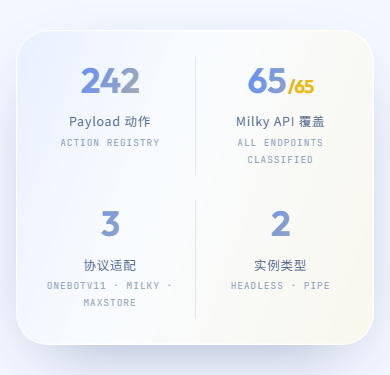 242
65/65
Payload 动作
Milky API 覆盖
ACTION REGISTRY
ALL ENDPOINTS
CLASSIFIED
3
2
协议适配
实例类型
ONEBOTV11 · MILKY ·
MAXSTORE
HEADLESS · PIPE